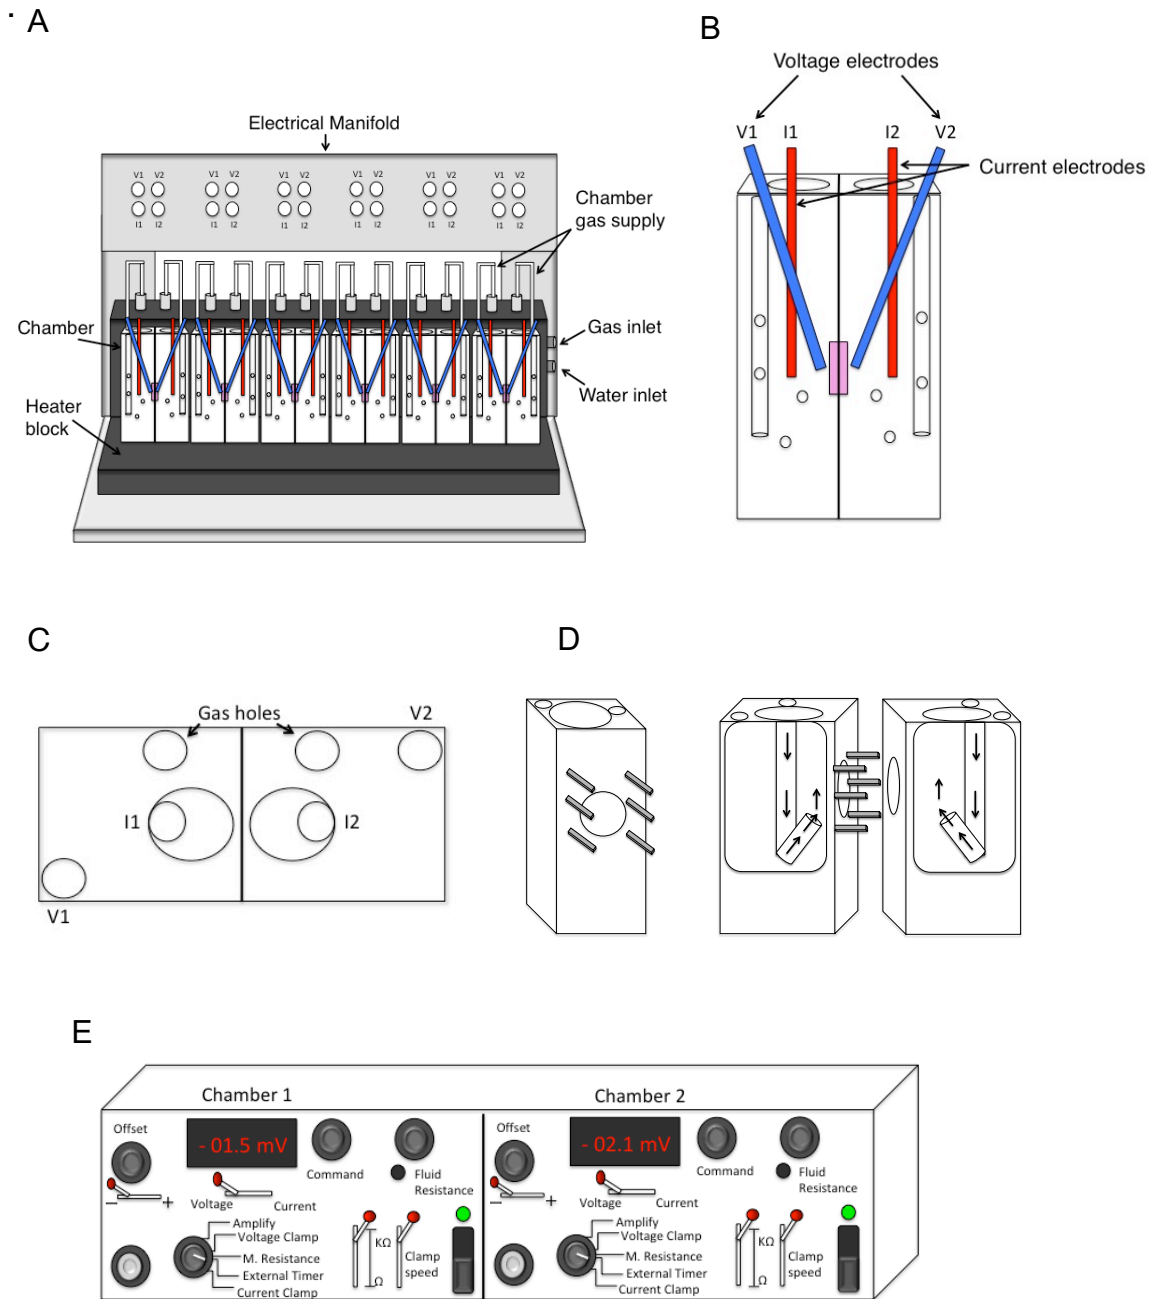 A
Electrical Manifold
V1 V2 V1 V2 V1 V2 V1 V2 V1 V2 V1 V2
I1 I2 I1 I2 I1 I2 I1 I2 I1 I2 I1 I2
Chamber
gas supply
Chamber
Gas inlet
Water inlet
Heater
block
B
Voltage electrodes
V1 I1 I2 V2
Current electrodes
C
Gas holes
V2
I1 I2
V1
D
E
Chamber 1
Offset
- 01.5 mV
Command
Fluid
Resistance
− +
Voltage Current
Amplify
Voltage Clamp
M. Resistance
External Timer
Current Clamp
KΩ
Ω
Clamp
speed
Chamber 2
Offset
- 02.1 mV
Command
Fluid
Resistance
− +
Voltage Current
Amplify
Voltage Clamp
M. Resistance
External Timer
Current Clamp
KΩ
Ω
Clamp
speed